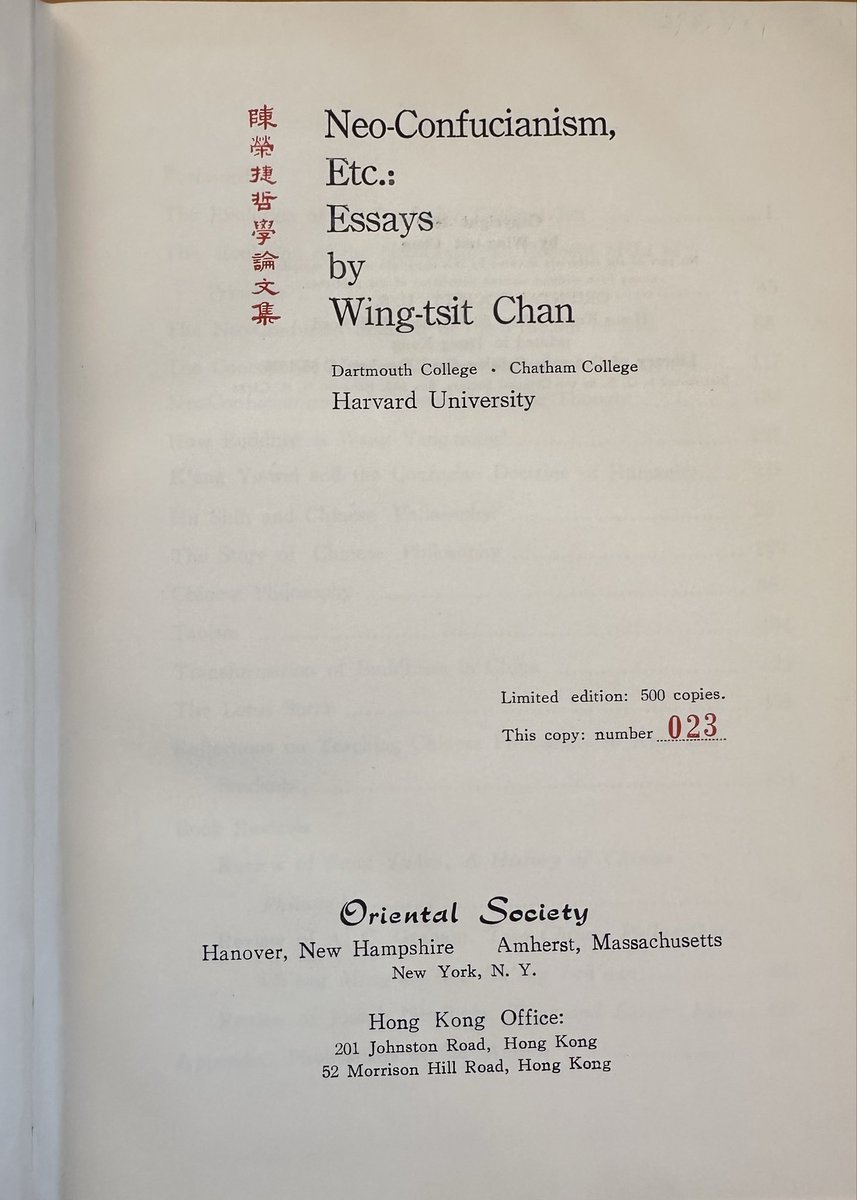 陳榮捷哲學論文集
Neo-Confucianism,
Etc.:
Essays
by
Wing-tsit Chan
Dartmouth College · Chatham College
Harvard University
Limited edition: 500 copies.
This copy: number 023
Oriental Society
Hanover, New Hampshire Amherst, Massachusetts
New York, N. Y.
Hong Kong Office:
201 Johnston Road, Hong Kong
52 Morrison Hill Road, Hong Kong